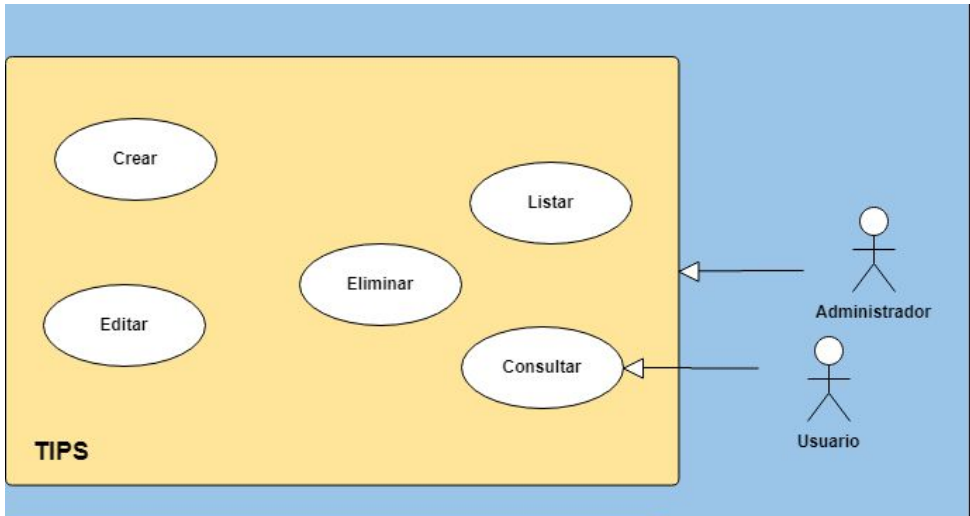 Crear
Listar
Eliminar
Editar
Consultar
TIPS
Administrador
Usuario